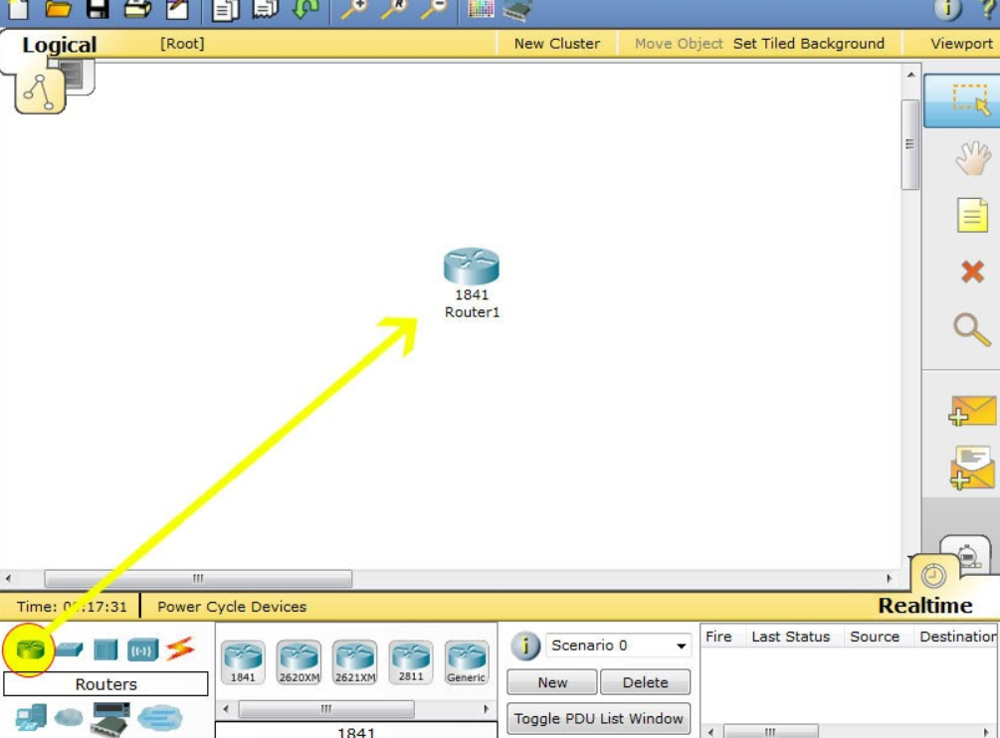 Logical [Root] New Cluster Move Object Set Tiled Background Viewport
1841
Router1
Time: 17:31 Power Cycle Devices Realtime
Fire Last Status Source Destination
Scenario 0
1841 2620XM 2621XM 2811 Generic
Routers New Delete
Toggle PDU List Window
1841